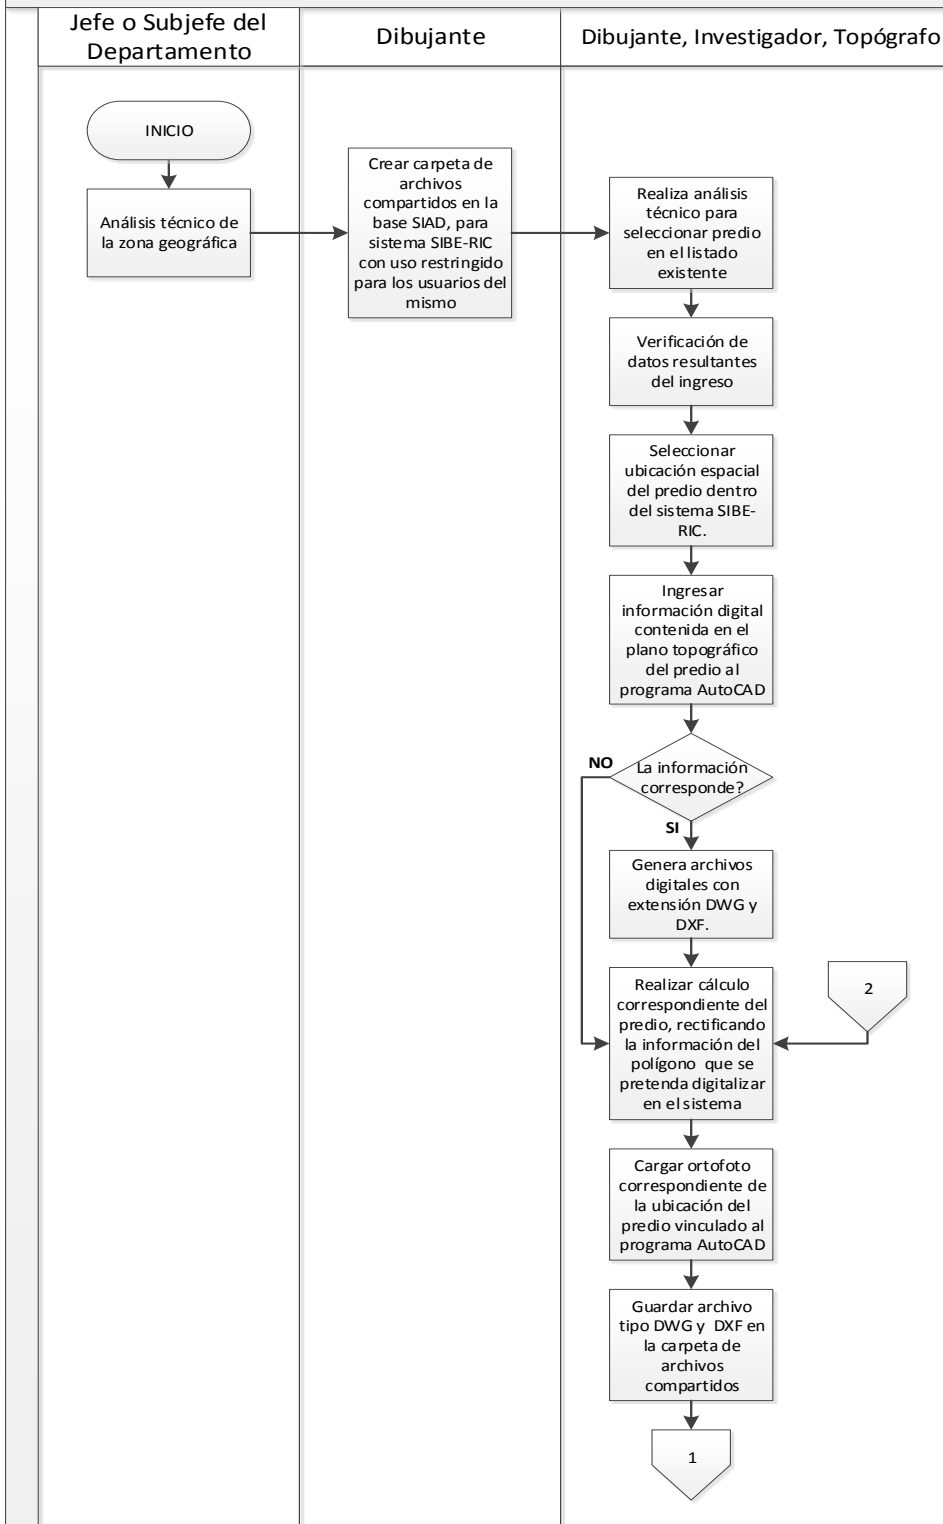 Jefe o Subjefe del
Departamento
Dibujante
Dibujante, Investigador, Topógrafo
INICIO
Análisis técnico de
la zona geográfica
Crear carpeta de
archivos
compartidos en la
base SIAD, para
sistema SIBE-RIC
con uso restringido
para los usuarios del
mismo
Realiza análisis
técnico para
seleccionar predio
en el listado
existente
Verificación de
datos resultantes
del ingreso
Seleccionar
ubicación espacial
del predio dentro
del sistema SIBE-
RIC.
Ingresar
información digital
contenida en el
plano topográfico
del predio al
programa AutoCAD
La información
corresponde?
NO
SI
Genera archivos
digitales con
extensión DWG y
DXF.
Realizar cálculo
correspondiente del
predio, rectificando
la información del
polígono que se
pretenda digitalizar
en el sistema
2
Cargar ortofoto
correspondiente de
la ubicación del
predio vinculado al
programa AutoCAD
Guardar archivo
tipo DWG y DXF en
la carpeta de
archivos
compartidos
1